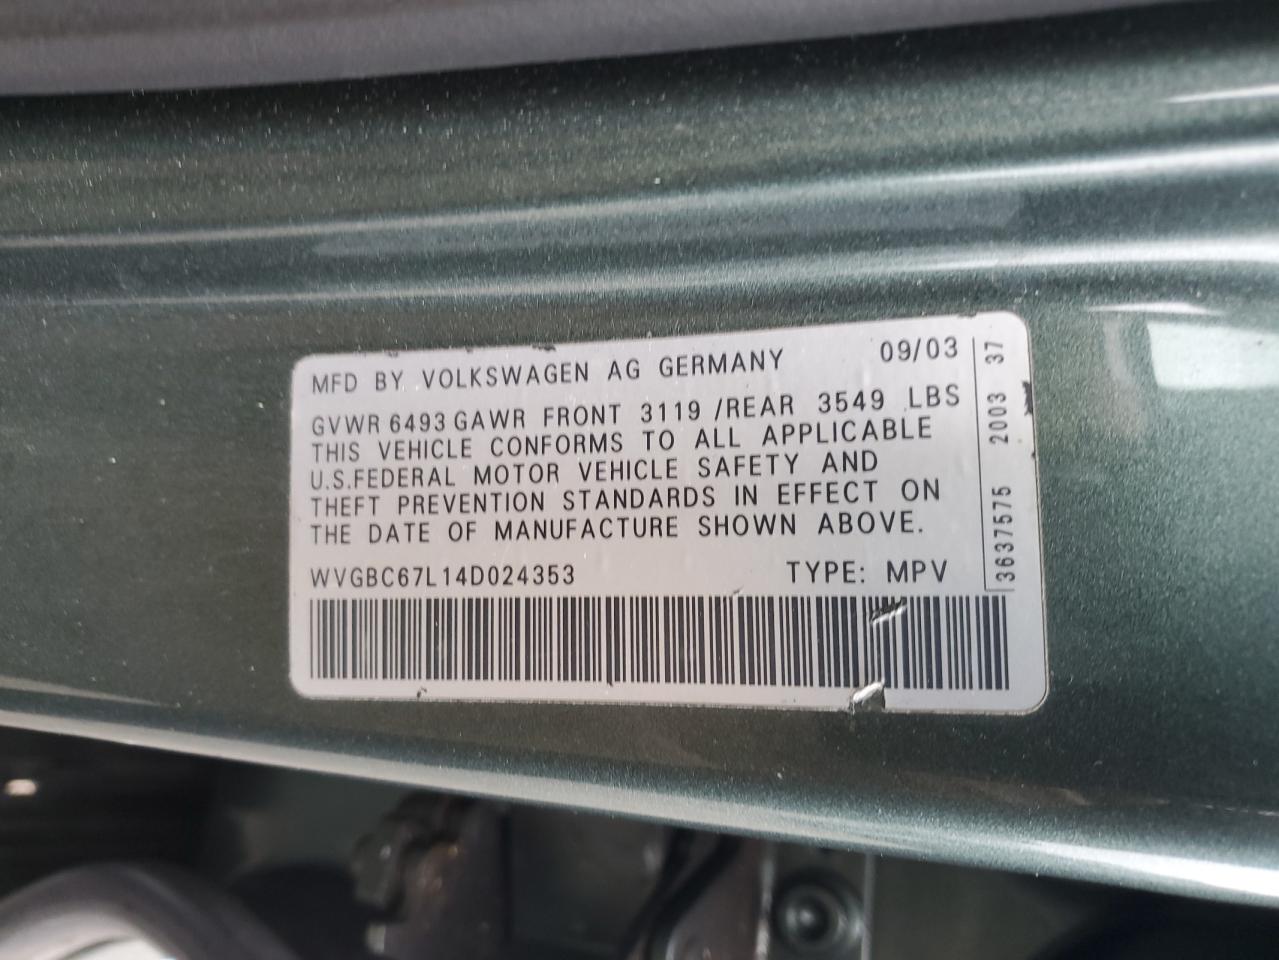 MFD BY VOLKSWAGEN AG GERMANY 09/03
GVWR 6493 GAWR FRONT 3119 /REAR 3549 LBS
THIS VEHICLE CONFORMS TO ALL APPLICABLE
U.S.FEDERAL MOTOR VEHICLE SAFETY AND
THEFT PREVENTION STANDARDS IN EFFECT ON
THE DATE OF MANUFACTURE SHOWN ABOVE.
WVGBC67L14D024353 TYPE: MPV
3637575 2003 37